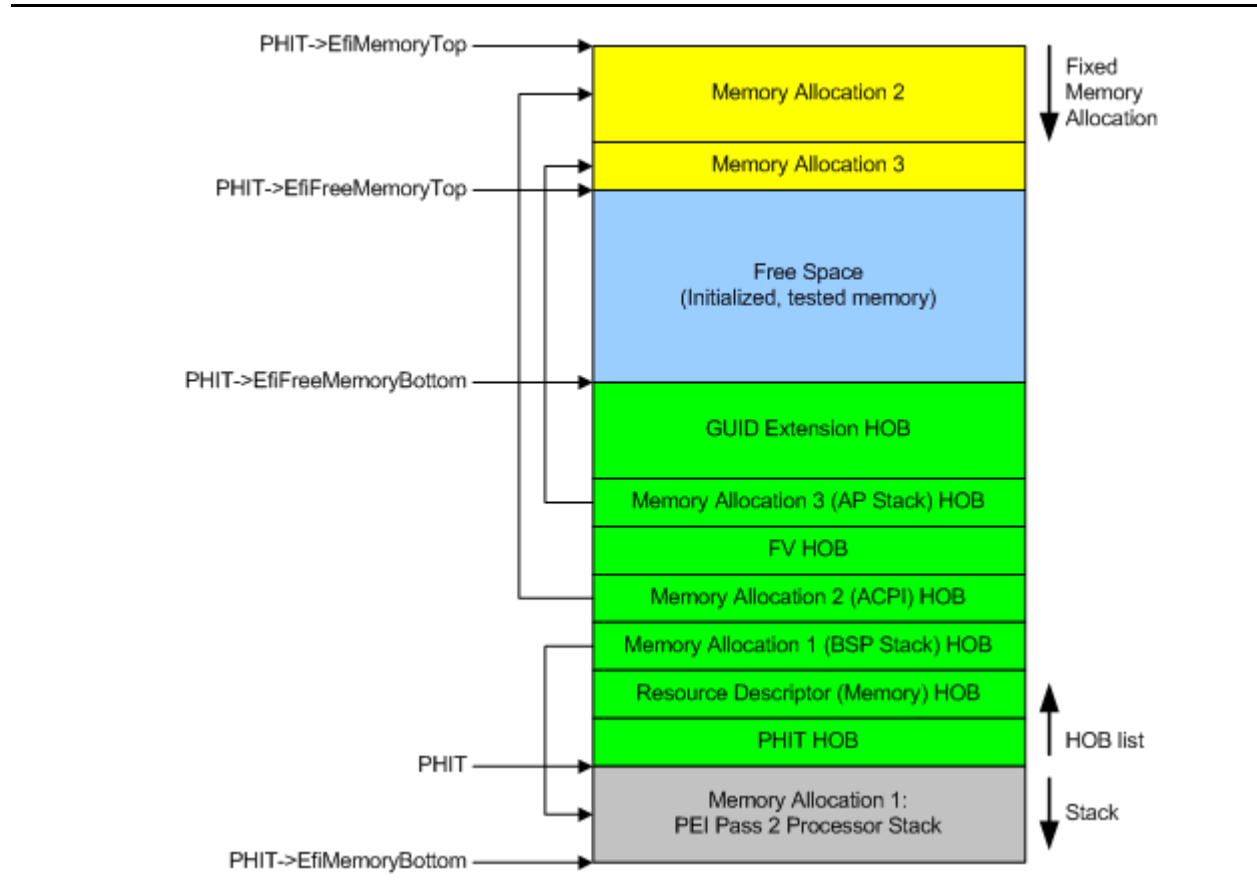 PHIT->EfiMemoryTop
Memory Allocation 2
Fixed
Memory
Allocation
Memory Allocation 3
PHIT->EfiFreeMemoryTop
Free Space
(Initialized, tested memory)
PHIT->EfiFreeMemoryBottom
GUID Extension HOB
Memory Allocation 3 (AP Stack) HOB
FV HOB
Memory Allocation 2 (ACPI) HOB
Memory Allocation 1 (BSP Stack) HOB
Resource Descriptor (Memory) HOB
PHIT HOB
HOB list
PHIT
Memory Allocation 1:
PEI Pass 2 Processor Stack
Stack
PHIT->EfiMemoryBottom